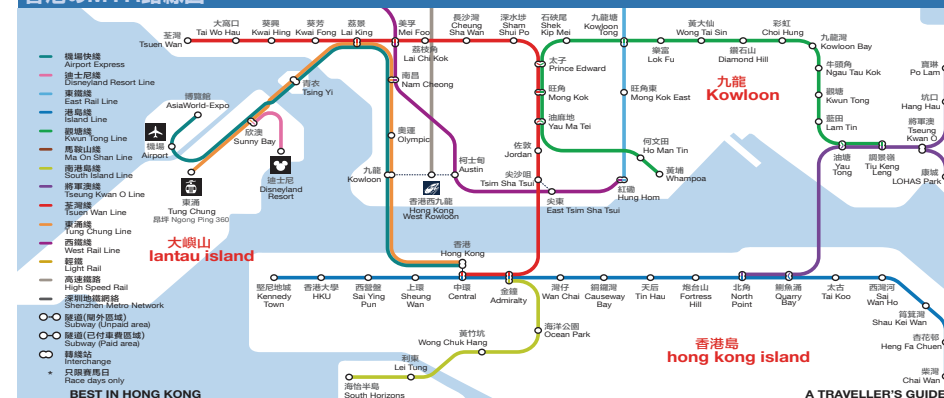 荃灣
Tsuen Wan
大窩口
Tai Wo Hau
葵興
Kwai Hing
葵芳
Kwai Fong
荔景
Lai King
美孚
Mei Foo
荔枝角
Lai Chi Kok
長沙灣
Cheung
Sha Wan
深水埗
Sham
Shui Po
石硤尾
Shek
Kip Mei
九龍塘
Kowloon
Tong
樂富
Lok Fu
黃大仙
Wong Tai Sin
鑽石山
Diamond Hill
彩虹
Choi Hung
九龍灣
Kowloon Bay
牛頭角
Ngau Tau Kok
觀塘
Kwun Tong
藍田
Lam Tin
油塘
Yau
Tong
調景嶺
Tiu Keng
Leng
寶琳
Po Lam
坑口
Hang Hau
將軍澳
Tseung
Kwan O
康城
LOHAS Park
太子
Prince Edward
旺角
Mong Kok
油麻地
Yau Ma Tei
佐敦
Jordan
尖沙咀
Tsim Sha Tsui
旺角東
Mong Kok East
何文田
Ho Man Tin
黃埔
Whampoa
紅磡
Hung Hom
尖東
East Tsim Sha Tsui
九龍
Kowloon
南昌
Nam Cheong
奧運
Olympic
柯士甸
Austin
九龍
Kowloon
香港西九龍
Hong Kong
West Kowloon
青衣
Tsing Yi
博覽館
AsiaWorld-Expo
機場
Airport
欣澳
Sunny Bay
迪士尼
Disneyland
Resort
東涌
Tung Chung
昂坪 Ngong Ping 360
大嶼山
lantau island
機場快綫
Airport Express
迪士尼綫
Disneyland Resort Line
東鐵綫
East Rail Line
港島綫
Island Line
觀塘綫
Kwun Tong Line
馬鞍山綫
Ma On Shan Line
南港島綫
South Island Line
將軍澳綫
Tseung Kwan O Line
荃灣綫
Tsuen Wan Line
東涌綫
Tung Chung Line
西鐵綫
West Rail Line
輕鐵
Light Rail
高速鐵路
High Speed Rail
深圳地鐵網絡
Shenzhen Metro Network
隧道(閘外區域)
Subway (Unpaid area)
隧道(已付車費區域)
Subway (Paid area)
轉綫站
Interchange
* 只限賽馬日
Race days only
香港
Hong Kong
堅尼地城
Kennedy
Town
香港大學
HKU
西營盤
Sai Ying
Pun
上環
Sheung
Wan
中環
Central
金鐘
Admiralty
灣仔
Wan Chai
銅鑼灣
Causeway
Bay
天后
Tin Hau
炮台山
Fortress
Hill
北角
North
Point
鰂魚涌
Quarry
Bay
太古
Tai Koo
西灣河
Sai
Wan Ho
筲箕灣
Shau Kei Wan
杏花邨
Heng Fa Chuen
柴灣
Chai Wan
海洋公園
Ocean Park
黃竹坑
Wong Chuk Hang
利東
Lei Tung
海怡半島
South Horizons
香港島
hong kong island
BEST IN HONG KONG
A TRAVELLER'S GUIDE